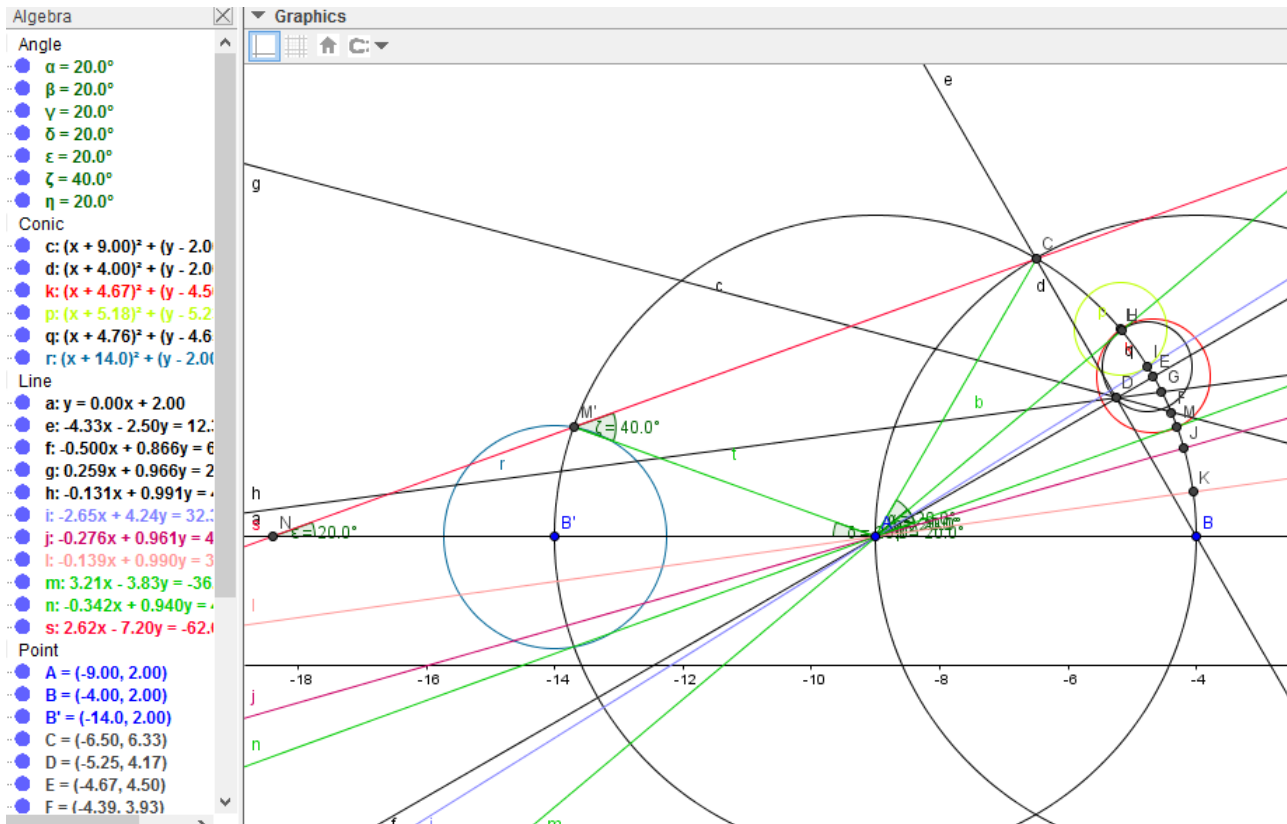 Algebra
Graphics
Angle
α = 20.0°
β = 20.0°
γ = 20.0°
δ = 20.0°
ε = 20.0°
ζ = 40.0°
η = 20.0°
Conic
c: (x + 9.00)² + (y - 2.0
d: (x + 4.00)² + (y - 2.0
k: (x + 4.67)² + (y - 4.5
p: (x + 5.18)² + (y - 5.2
q: (x + 4.76)² + (y - 4.6
r: (x + 14.0)² + (y - 2.00
Line
a: y = 0.00x + 2.00
e: -4.33x - 2.50y = 12.
f: -0.500x + 0.866y = 6
g: 0.259x + 0.966y = 2
h: -0.131x + 0.991y =
i: -2.65x + 4.24y = 32.
j: -0.276x + 0.961y = 4
l: -0.139x + 0.990y = 3
m: 3.21x - 3.83y = -36
n: -0.342x + 0.940y =
s: 2.62x - 7.20y = -62.
Point
A = (-9.00, 2.00)
B = (-4.00, 2.00)
B' = (-14.0, 2.00)
C = (-6.50, 6.33)
D = (-5.25, 4.17)
E = (-4.67, 4.50)
F = (-4.39, 3.93)
e
g
C
c
d
p
I
E
D
G
F
M
b
M'
ζ = 40.0°
r
t
J
K
h
a
s
N
ε = 20.0°
B'
A
B
l
-18
-16
-14
-12
-10
-8
-6
-4
j
n
f
i
m